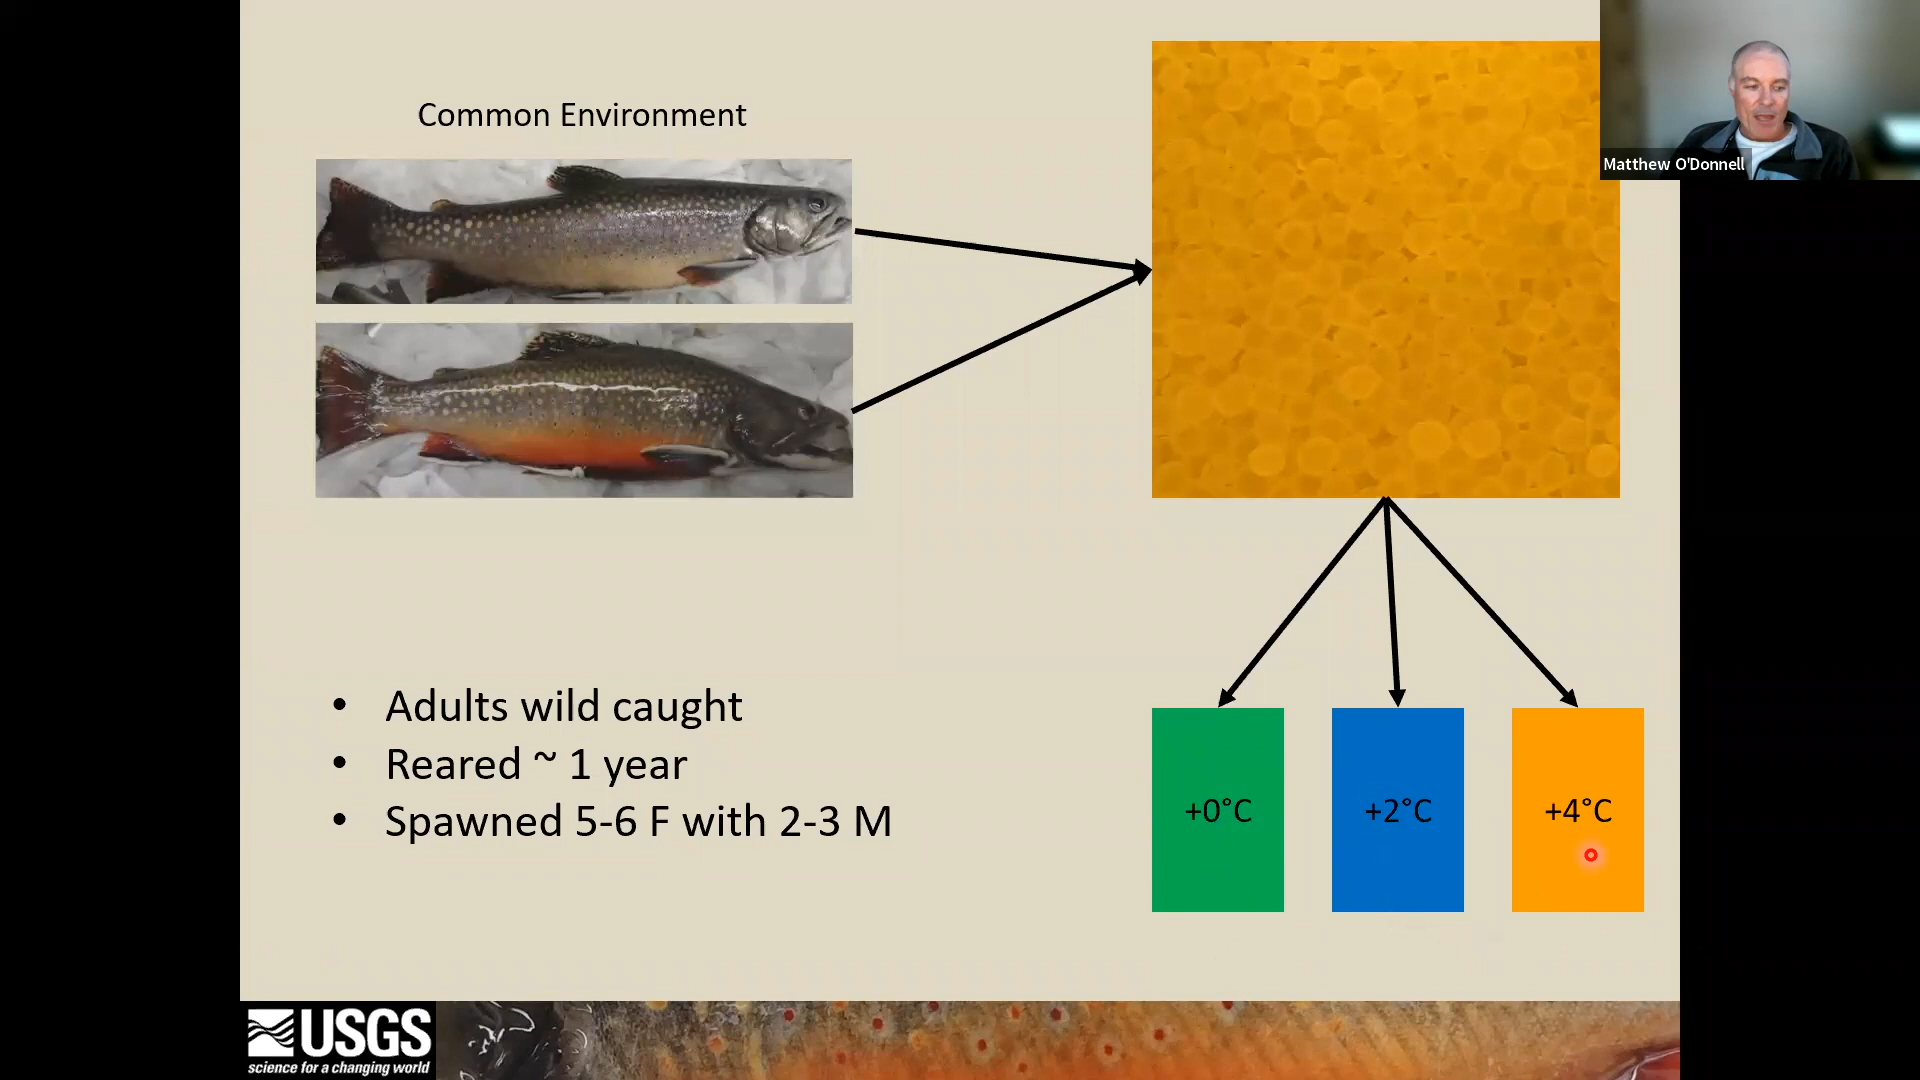 Common Environment
Matthew O'Donnell
• Adults wild caught
• Reared ~ 1 year
• Spawned 5-6 F with 2-3 M
+0°C
+2°C
+4°C
USGS
science for a changing world